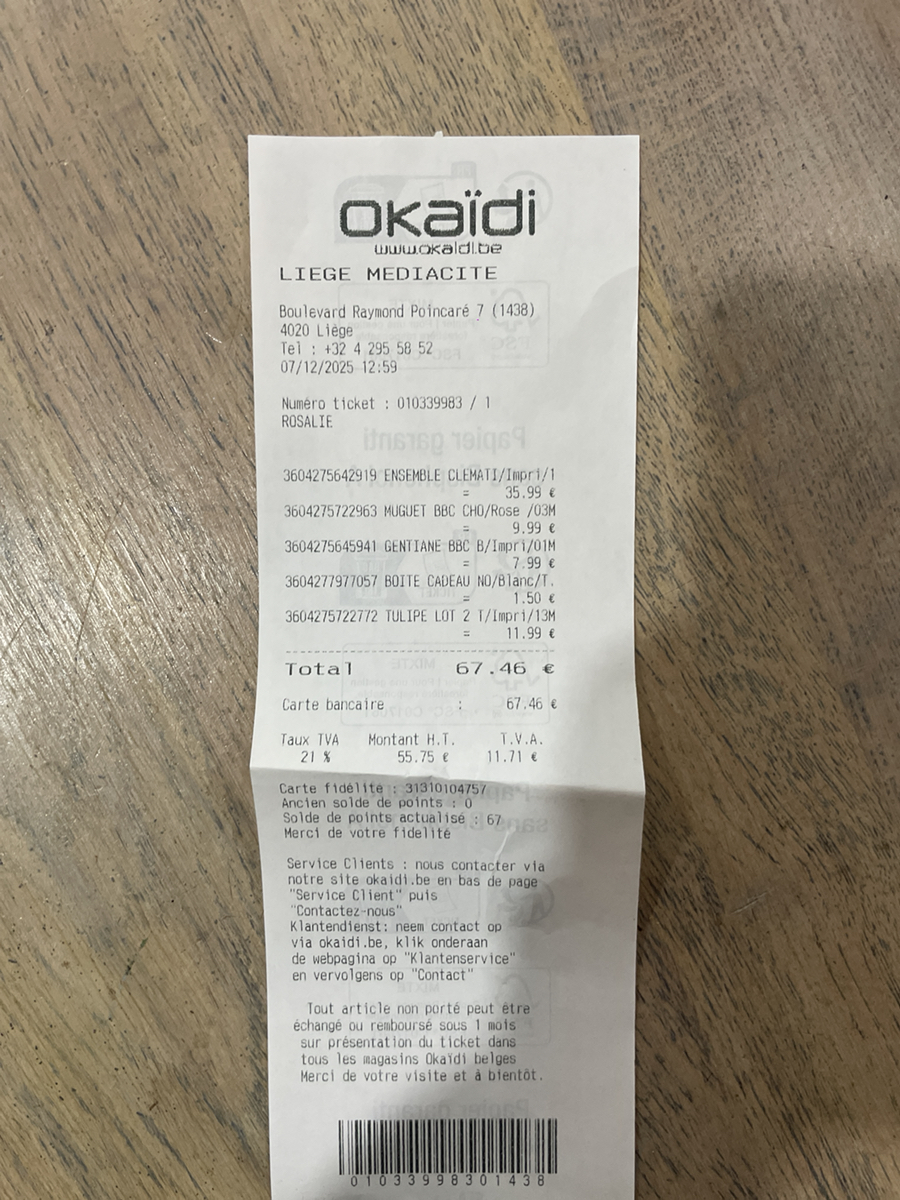 okaïdi
www.okaidi.be
LIEGE MEDIACITE
Boulevard Raymond Poincaré 7 (1438)
4020 Liège
Tel : +32 4 295 58 52
07/12/2025 12:59
Numéro ticket : 010339983 / 1
ROSALIE
3604275642919 ENSEMBLE CLEMATI/Impri/1
= 35.99 €
3604275722963 MUGUET BBC CHO/Rose /03M
= 9.99 €
3604275645941 GENTIANE BBC B/Impri/01M
= 7.99 €
3604277977057 BOITE CADEAU NO/Blanc/T.
= 1.50 €
3604275722772 TULIPE LOT 2 T/Impri/13M
= 11.99 €
Total 67.46 €
Carte bancaire : 67.46 €
Taux TVA Montant H.T. T.V.A.
21 % 55.75 € 11.71 €
Carte fidélité : 31310104757
Ancien solde de points : 0
Solde de points actualisé : 67
Merci de votre fidelité
Service Clients : nous contacter via
notre site okaidi.be en bas de page
"Service Client" puis
"Contactez-nous"
Klantendienst: neem contact op
via okaidi.be, klik onderaan
de webpagina op "Klantenservice"
en vervolgens op "Contact"
Tout article non porté peut être
échangé ou remboursé sous 1 mois
sur présentation du ticket dans
tous les magasins Okaïdi belges
Merci de votre visite et à bientôt.
01033998301438